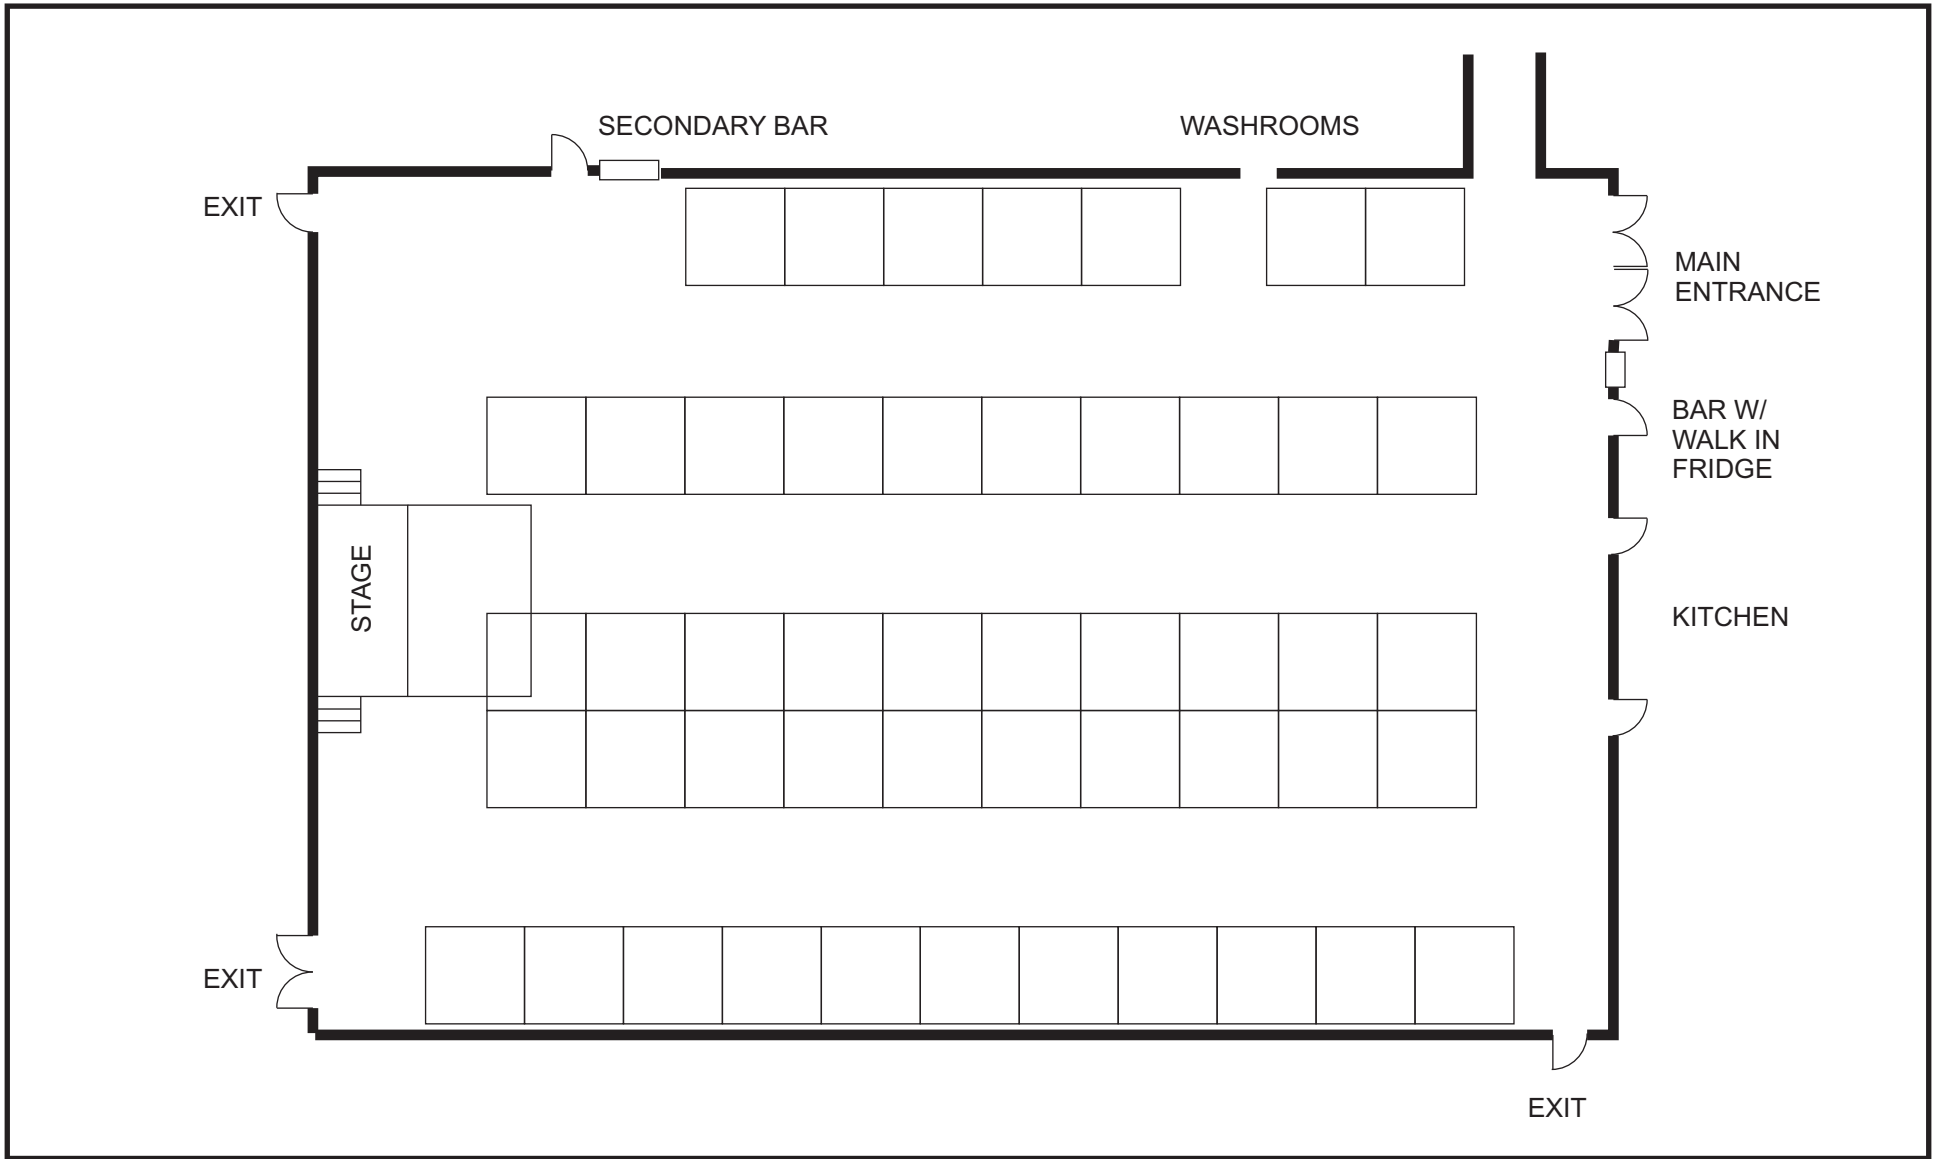 SECONDARY BAR
WASHROOMS
EXIT
MAIN
ENTRANCE
BAR W/
WALK IN
FRIDGE
STAGE
KITCHEN
EXIT
EXIT